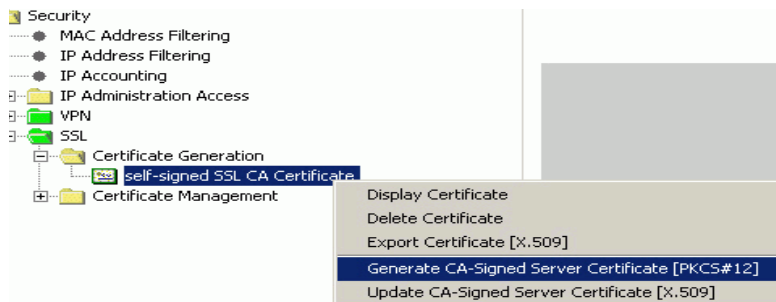 Security
MAC Address Filtering
IP Address Filtering
IP Accounting
IP Administration Access
VPN
SSL
Certificate Generation
self-signed SSL CA Certificate
Certificate Management
Display Certificate
Delete Certificate
Export Certificate [X.509]
Generate CA-Signed Server Certificate [PKCS#12]
Update CA-Signed Server Certificate [X.509]